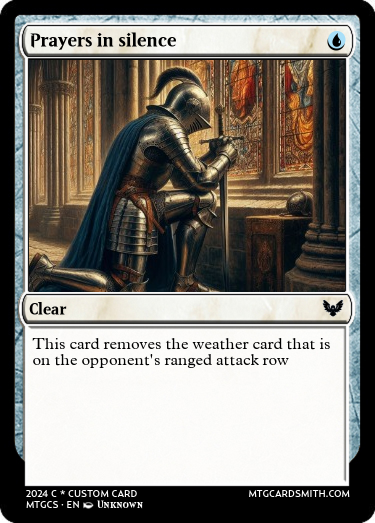 Prayers in silence
Clear
This card removes the weather card that is
on the opponent's ranged attack row
2024 C * CUSTOM CARD
MTGCS · EN Unknown
MTGCARDSMITH.COM